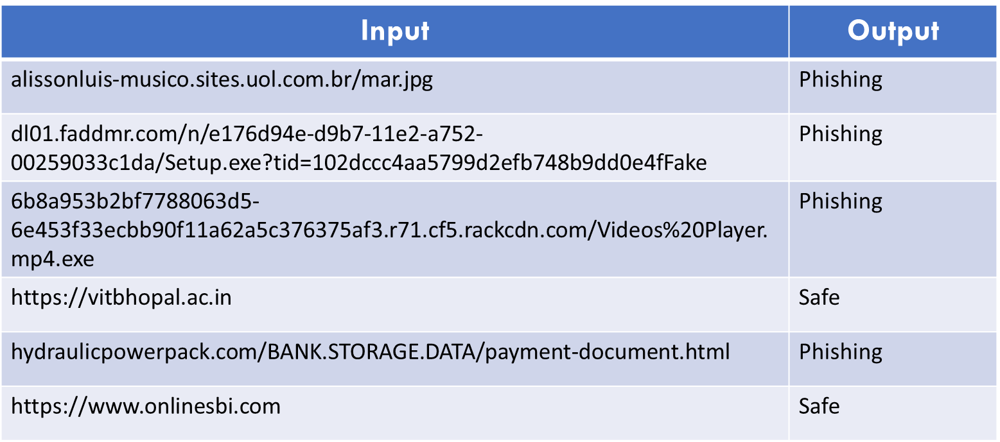 Input Output
alissonluis-musico.sites.uol.com.br/mar.jpg Phishing
dl01.faddmr.com/n/e176d94e-d9b7-11e2-a752- Phishing
00259033c1da/Setup.exe?tid=102dccc4aa5799d2efb748b9dd0e4fFake
6b8a953b2bf7788063d5- Phishing
6e453f33ecbb90f11a62a5c376375af3.r71.cf5.rackcdn.com/Videos%20Player.
mp4.exe
https://vitbhopal.ac.in Safe
hydraulicpowerpack.com/BANK.STORAGE.DATA/payment-document.html Phishing
https://www.onlinesbi.com Safe